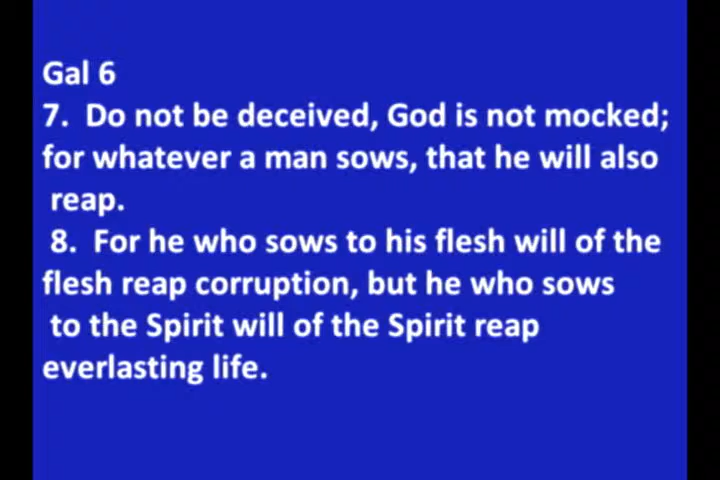 Gal 6
7.  Do not be deceived, God is not mocked;
for whatever a man sows, that he will also
reap.
8.  For he who sows to his flesh will of the
flesh reap corruption, but he who sows
to the Spirit will of the Spirit reap
everlasting life.